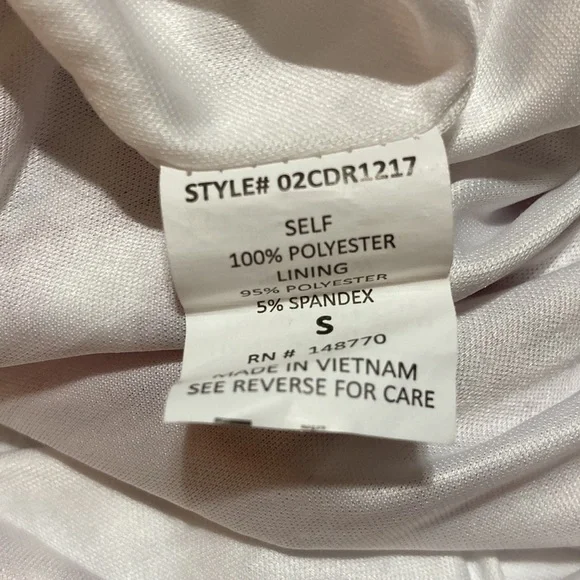 STYLE# 02CDR1217
SELF
100% POLYESTER
LINING
95% POLYESTER
5% SPANDEX
S
RN # 148770
MADE IN VIETNAM
SEE REVERSE FOR CARE